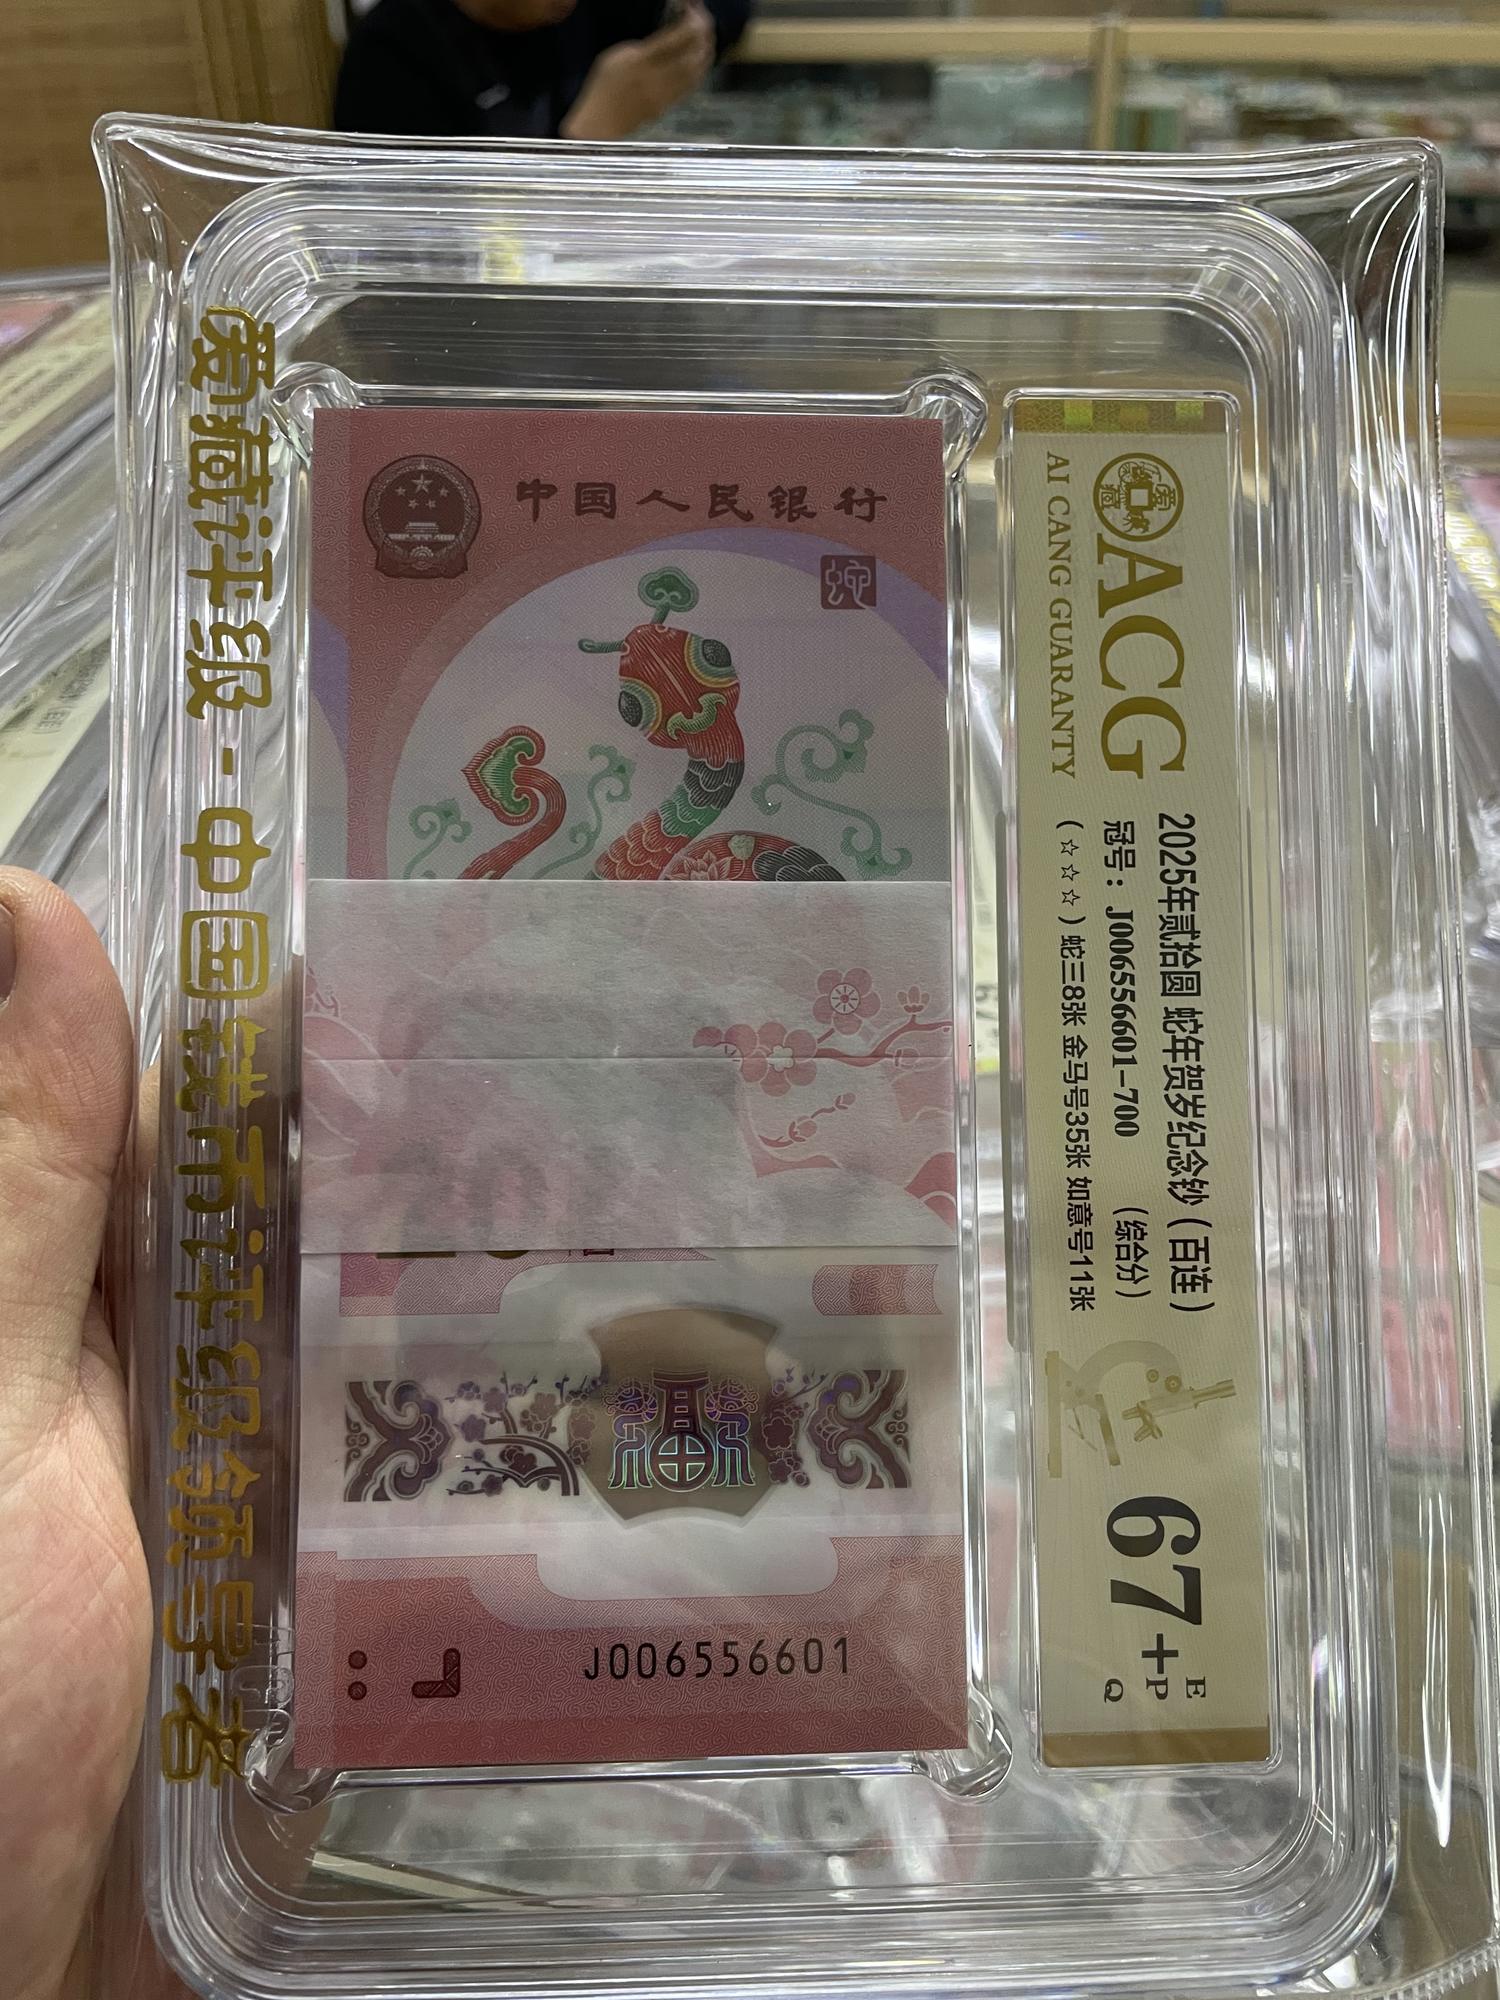 爱藏评级-中国钱币评级领导者
中国人民银行
蛇
J006556601
ACG
AI CANG GUARANTY
2025年贰拾圆 蛇年贺岁纪念钞（百连）
冠号：J006556601-700 （综合分）
（☆☆☆）蛇三8张 金马号35张 如意号11张
67+
E
P
Q